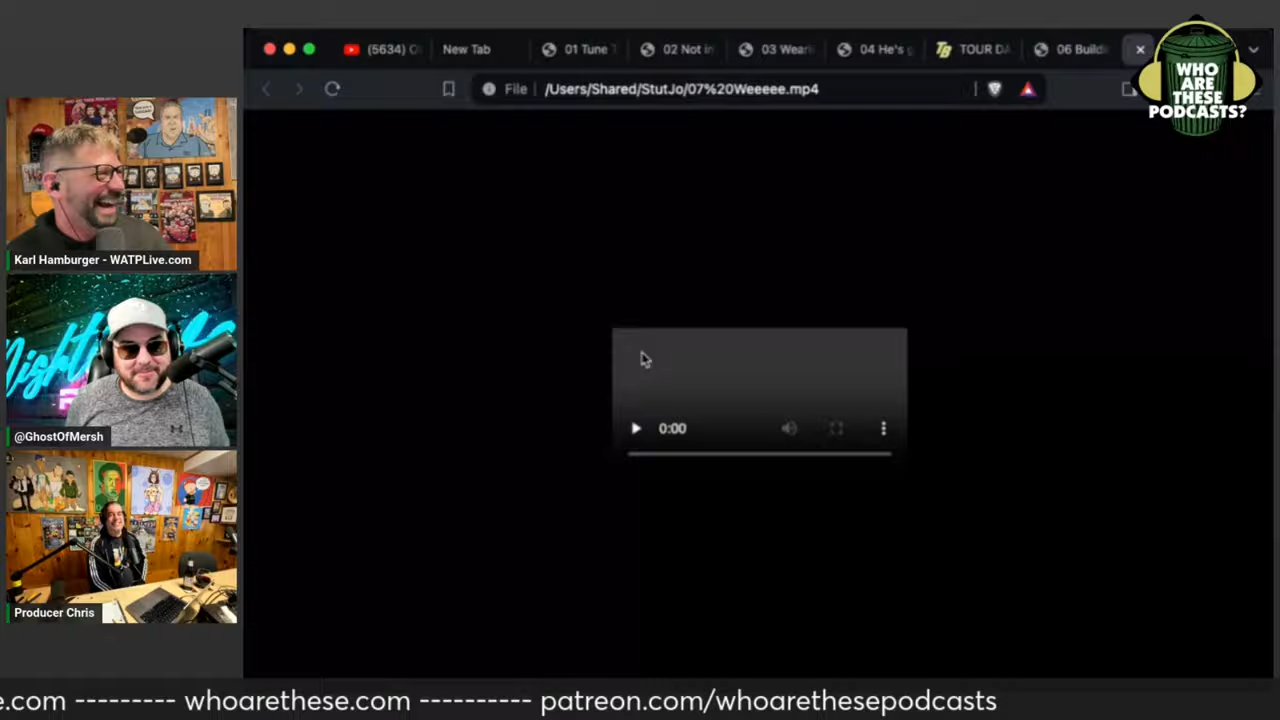 (5634)
New Tab
01 Tune
02 Not in
03 Wear
04 He's
TOUR DA
06 Build
File
/Users/Shared/StutJo/07%20Weeeee.mp4
WHO
ARE
THESE
PODCASTS?
Karl Hamburger - WATPLive.com
@GhostOfMersh
Producer Chris
0:00
e.com --------- whoarethese.com ---------- patreon.com/whoarethesepodcasts